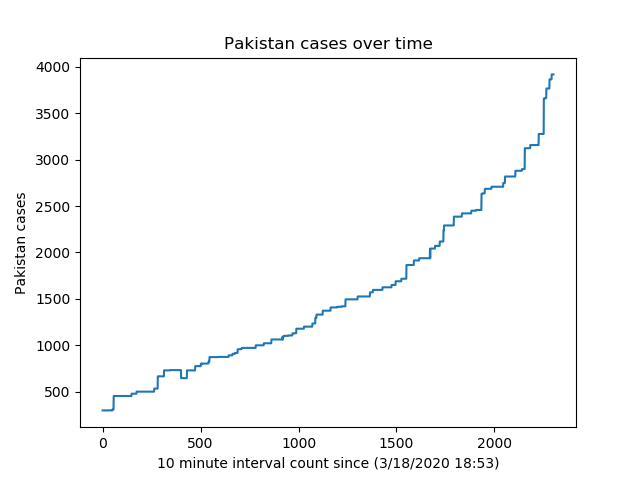 Pakistan cases over time
4000
3500
3000
2500
2000
1500
1000
500
Pakistan cases
0 500 1000 1500 2000
10 minute interval count since (3/18/2020 18:53)